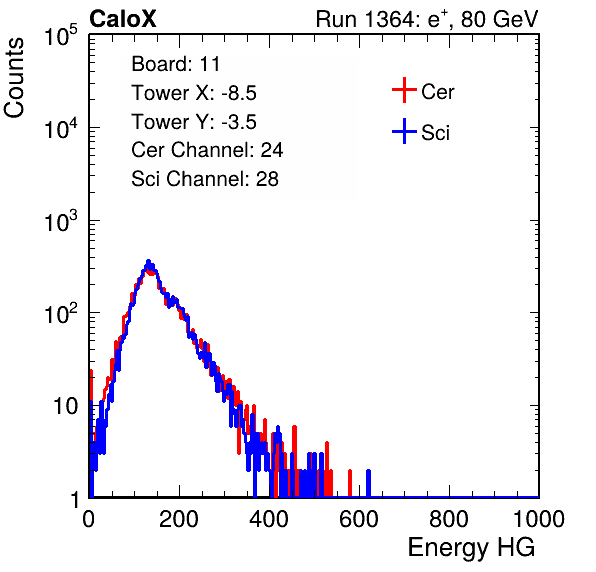 CaloX Run 1364: e⁺, 80 GeV
Counts
10⁵
10⁴
10³
10²
10
1
Board: 11
Tower X: -8.5
Tower Y: -3.5
Cer Channel: 24
Sci Channel: 28
Cer
Sci
0 200 400 600 800 1000
Energy HG